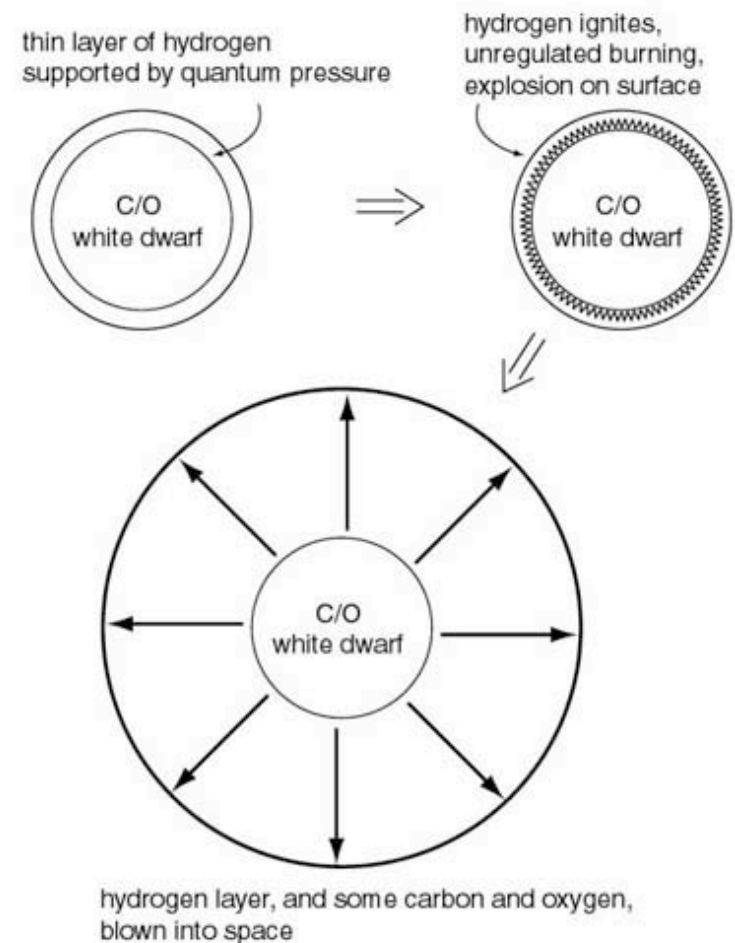 thin layer of hydrogen
supported by quantum pressure
hydrogen ignites,
unregulated burning,
explosion on surface
C/O
white dwarf
C/O
white dwarf
C/O
white dwarf
hydrogen layer, and some carbon and oxygen,
blown into space